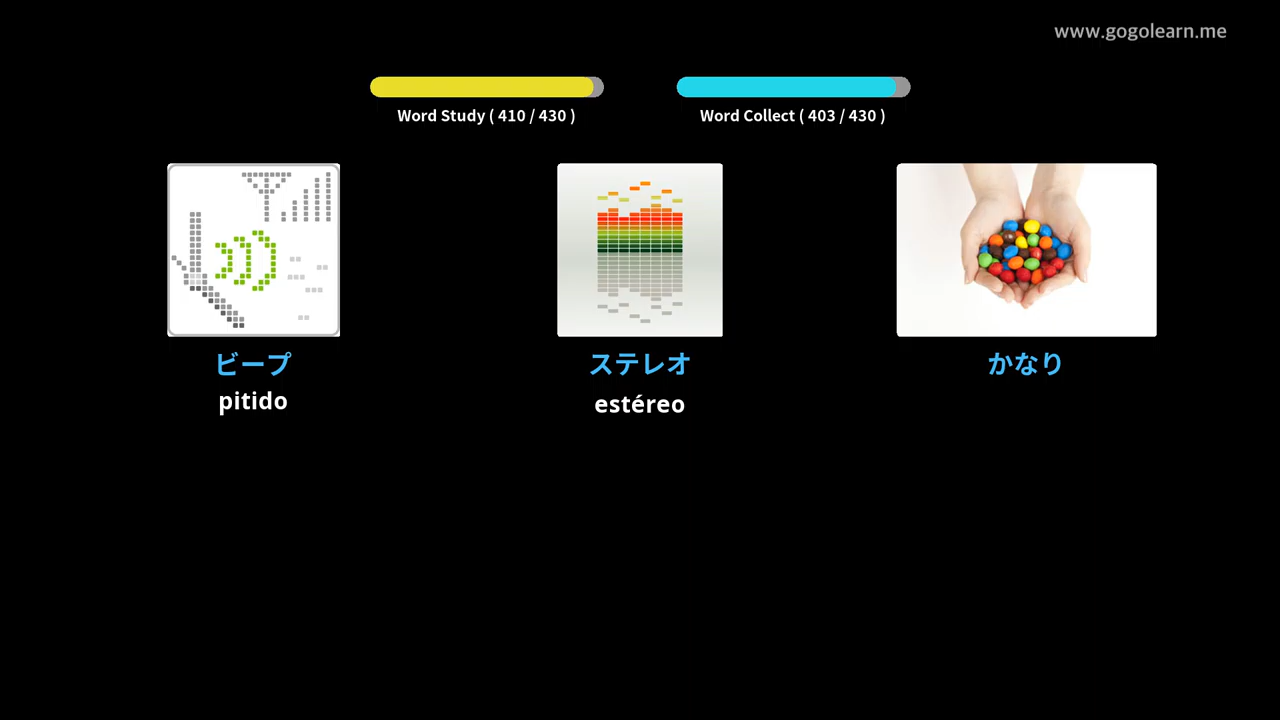 www.gogolearn.me
Word Study ( 410 / 430 )
Word Collect ( 403 / 430 )
ビープ
ステレオ
かなり
pitido
estéreo